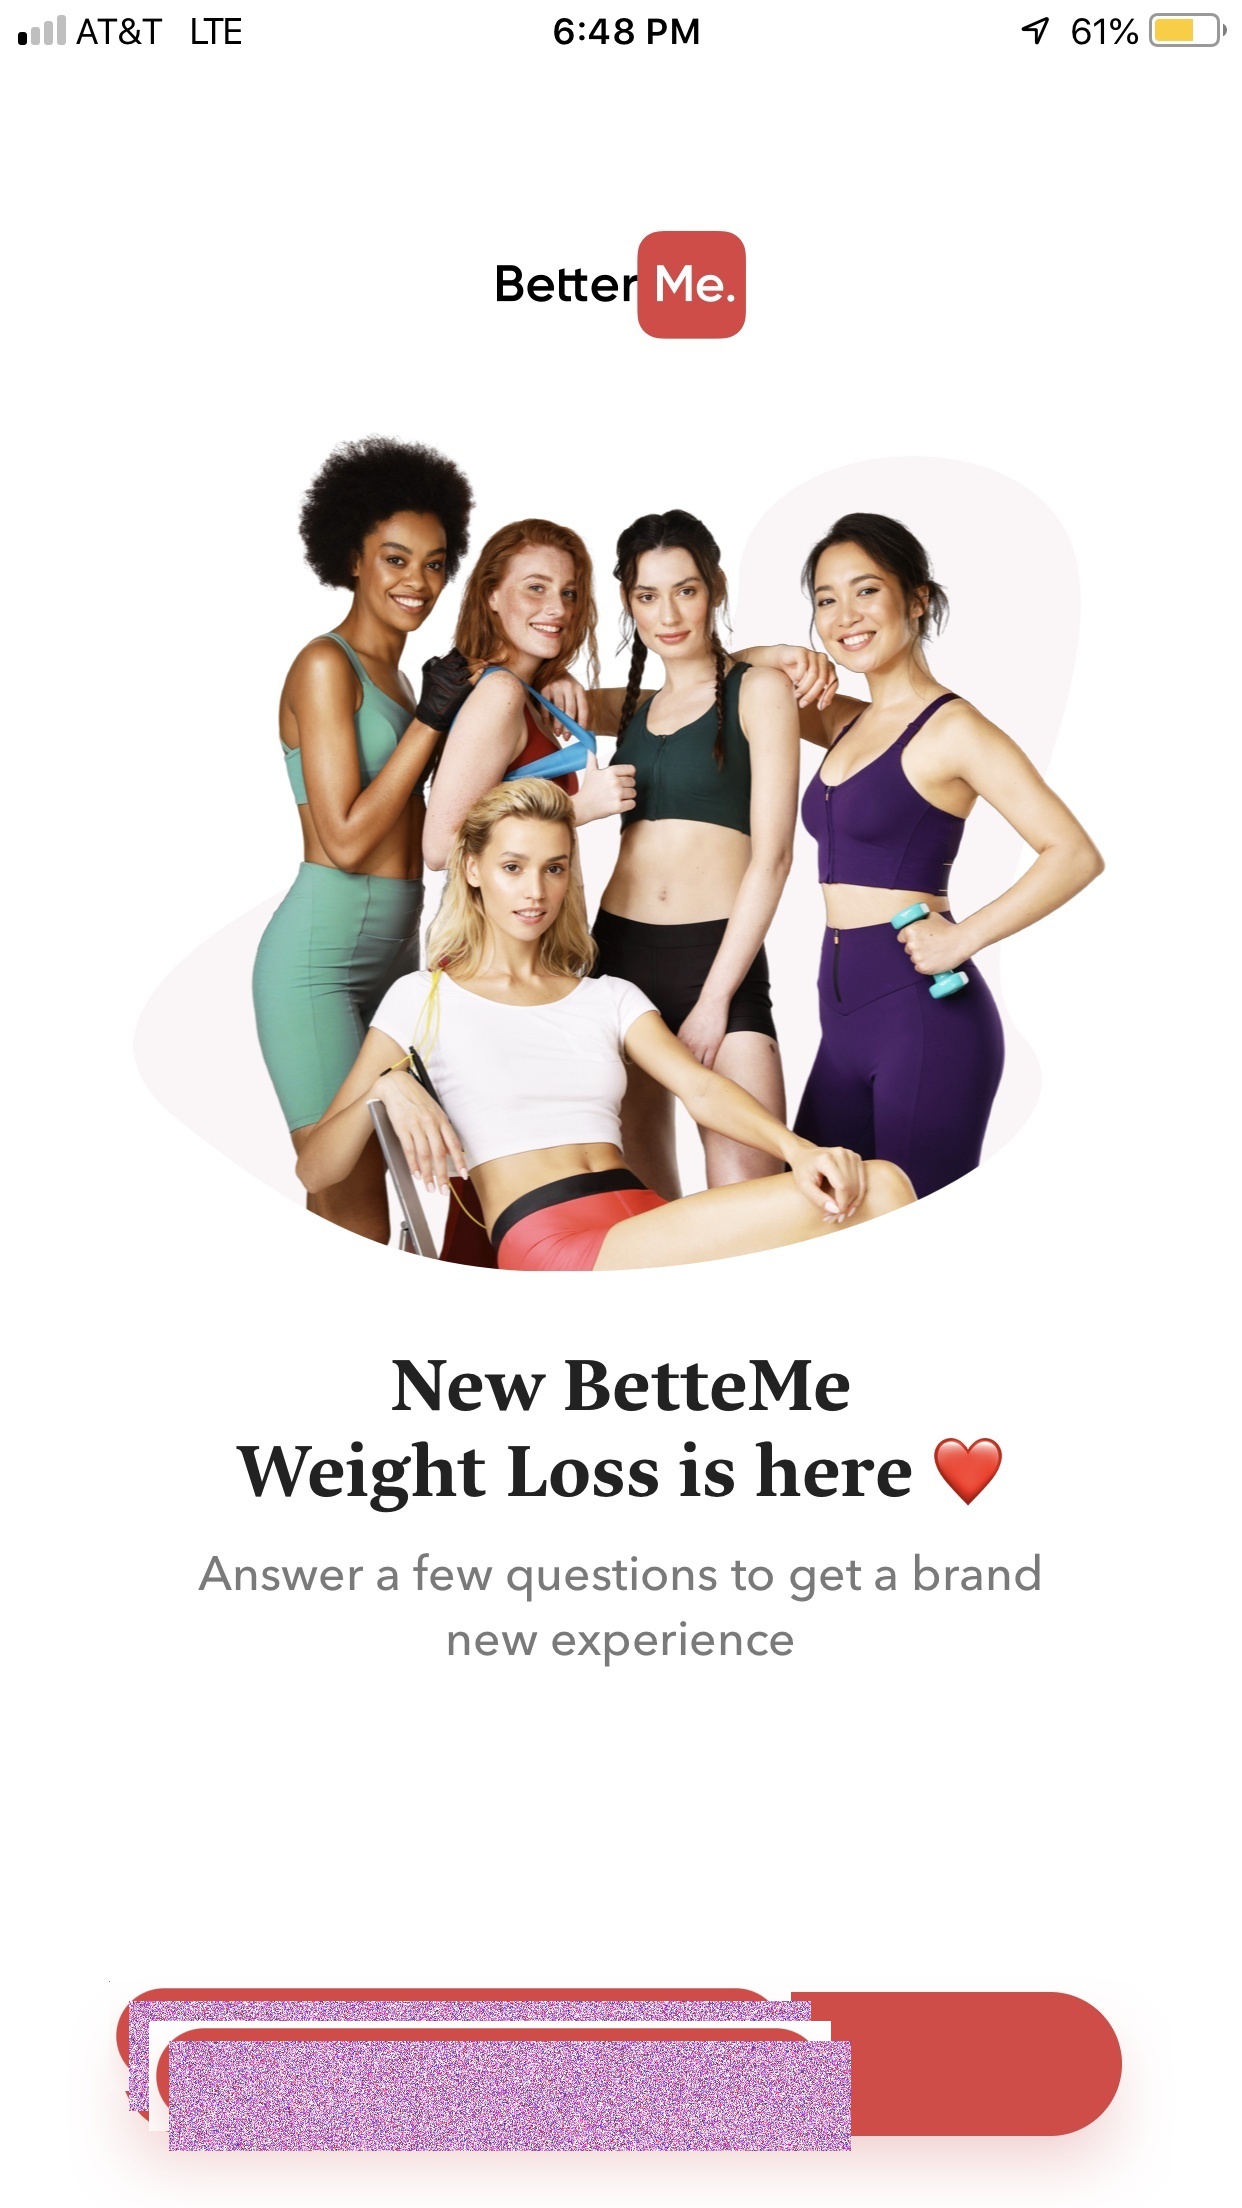 AT&T LTE 6:48 PM 61%
Better Me.
New BetteMe
Weight Loss is here ❤️
Answer a few questions to get a brand
new experience